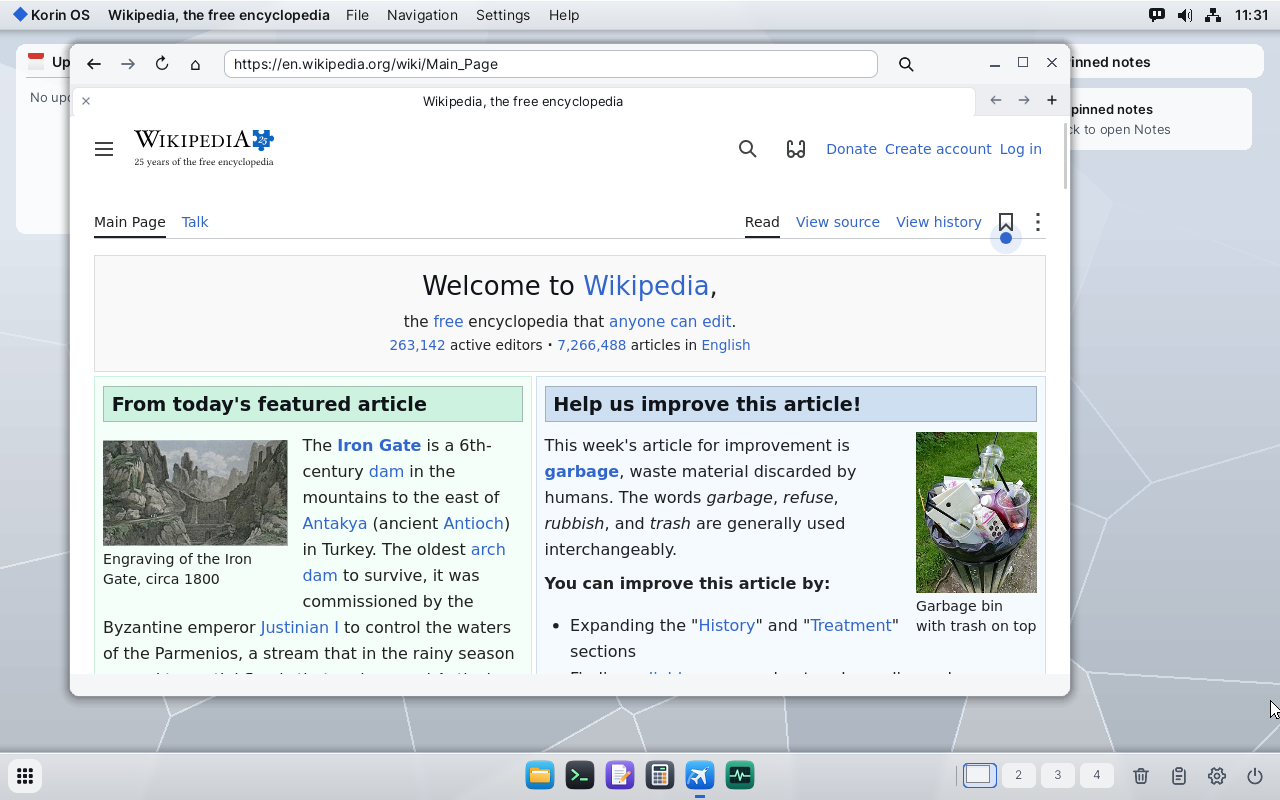 Korin OS
Wikipedia, the free encyclopedia
File
Navigation
Settings
Help
11:31
https://en.wikipedia.org/wiki/Main_Page
inned notes
No
pinned notes
ck to open Notes
Wikipedia, the free encyclopedia
WIKIPEDIA 25
25 years of the free encyclopedia
Donate Create account Log in
Main Page Talk
Read View source View history
Welcome to Wikipedia,
the free encyclopedia that anyone can edit.
263,142 active editors · 7,266,488 articles in English
From today's featured article
The Iron Gate is a 6th-
century dam in the
mountains to the east of
Antakya (ancient Antioch)
in Turkey. The oldest arch
dam to survive, it was
commissioned by the
Byzantine emperor Justinian I to control the waters
of the Parmenios, a stream that in the rainy season
Engraving of the Iron
Gate, circa 1800
Help us improve this article!
This week's article for improvement is
garbage, waste material discarded by
humans. The words garbage, refuse,
rubbish, and trash are generally used
interchangeably.
You can improve this article by:
• Expanding the "History" and "Treatment"
sections
Garbage bin
with trash on top
2
3
4